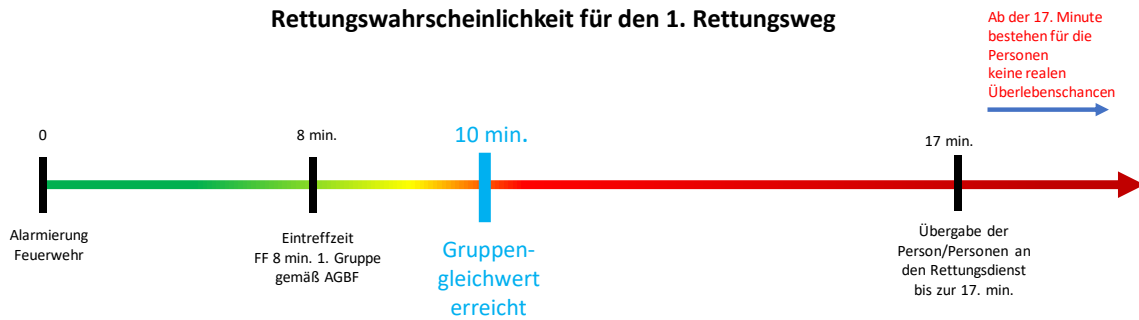 Rettungswahrscheinlichkeit für den 1. Rettungsweg
Ab der 17. Minute
bestehen für die
Personen
keine realen
Überlebenschancen
0
8 min.
10 min.
17 min.
Alarmierung
Feuerwehr
Eintreffzeit
FF 8 min. 1. Gruppe
gemäß AGBF
Gruppen-
gleichwert
erreicht
Übergabe der
Person/Personen an
den Rettungsdienst
bis zur 17. min.